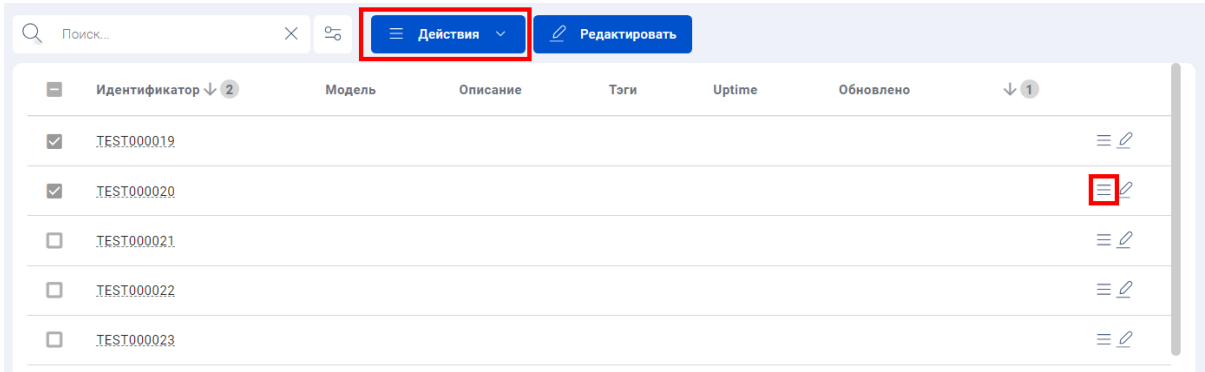 Поиск... Действия Редактировать
Идентификатор 2 Модель Описание Тэги Uptime Обновлено 1
TEST000019
TEST000020
TEST000021
TEST000022
TEST000023